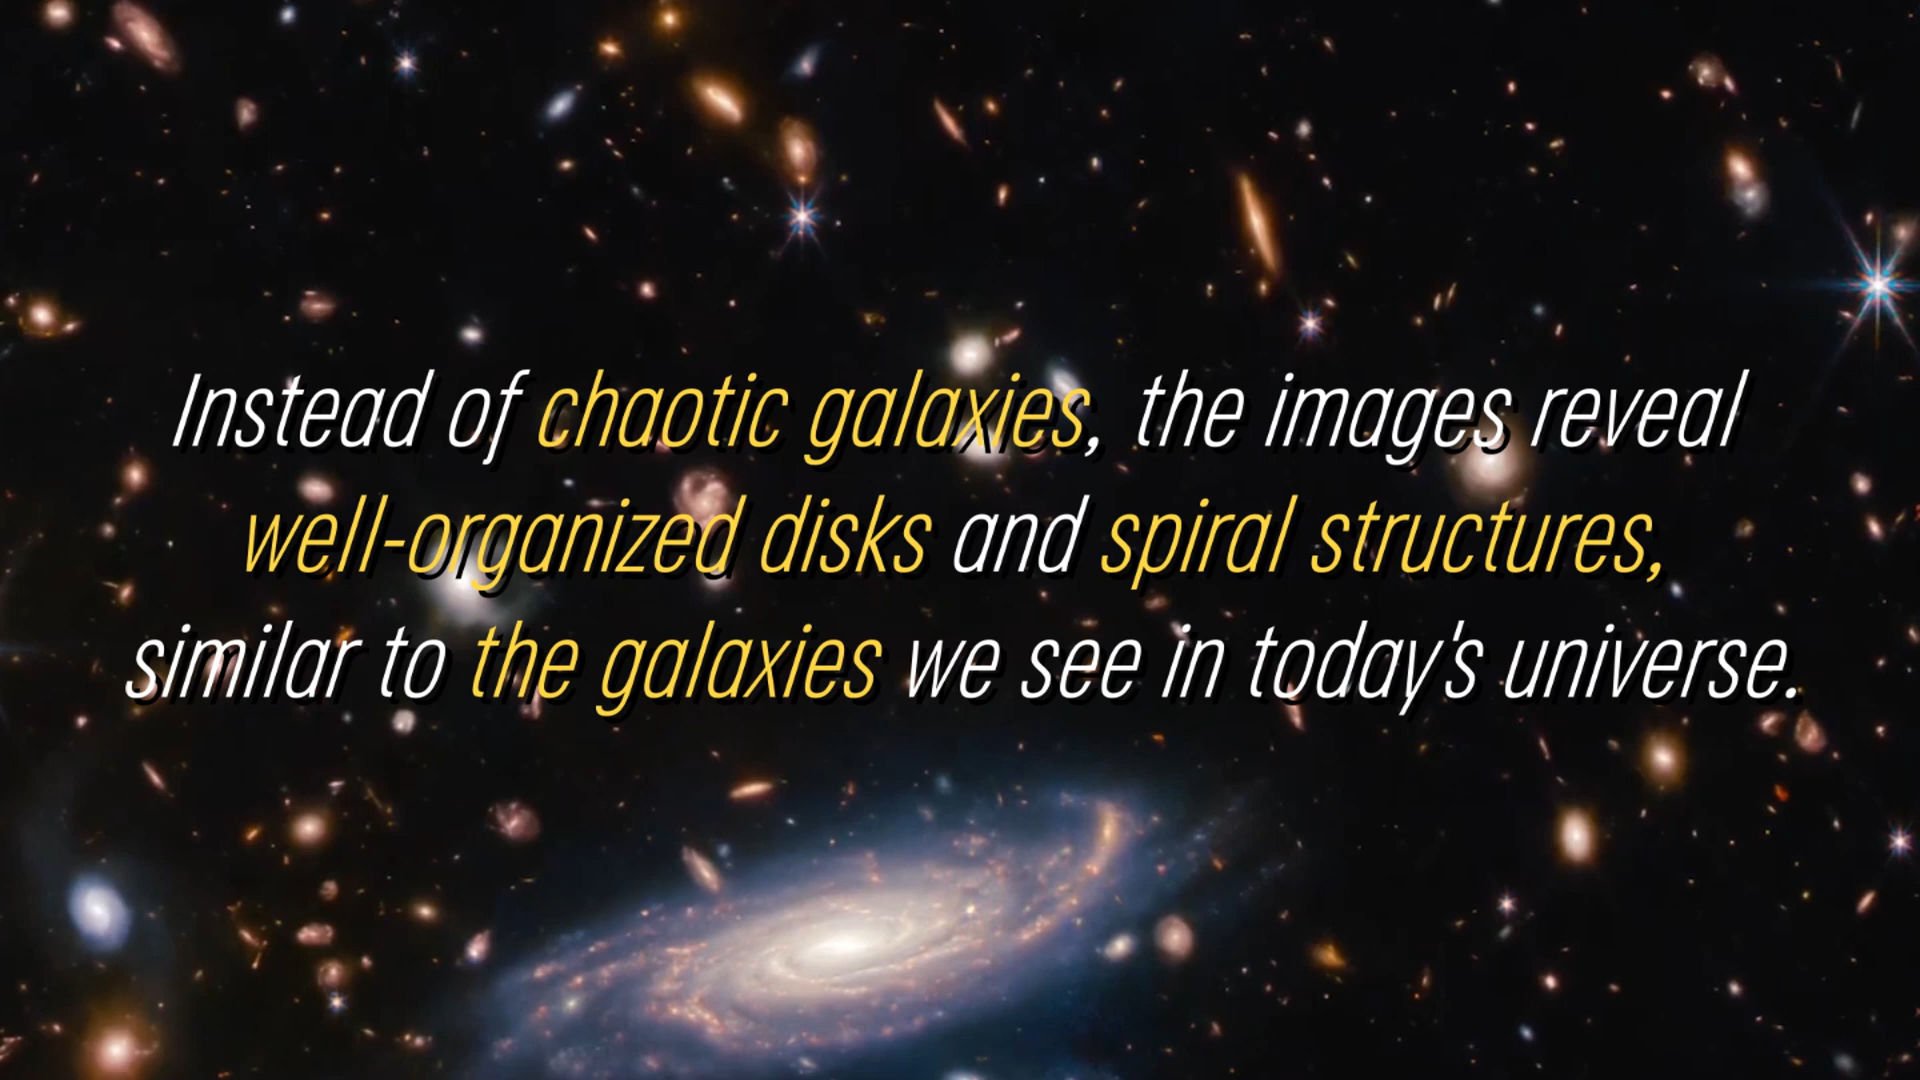 Instead of chaotic galaxies, the images reveal
well-organized disks and spiral structures,
similar to the galaxies we see in today's universe.